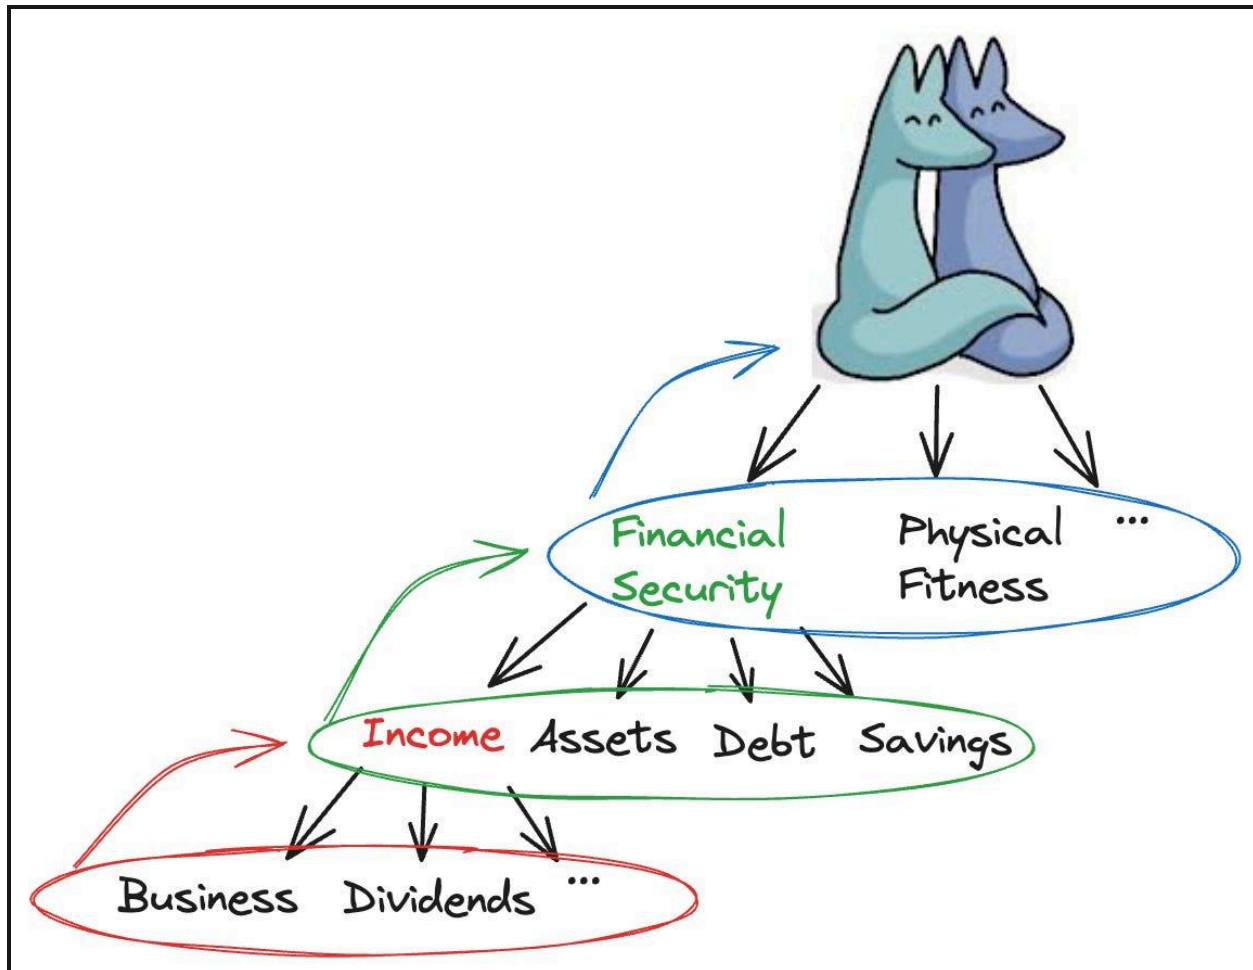 Financial
Security
Physical
Fitness
...
Income Assets Debt Savings
Business Dividends ...